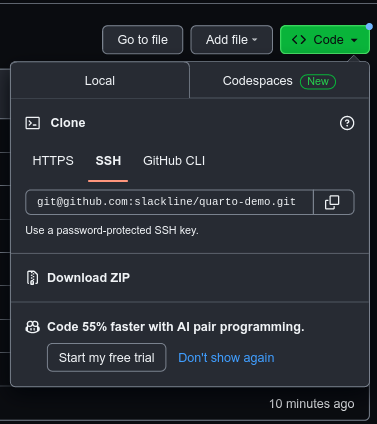 Go to file
Add file
Code
Local
Codespaces New
Clone
HTTPS SSH GitHub CLI
git@github.com:slackline/quarto-demo.git
Use a password-protected SSH key.
Download ZIP
Code 55% faster with AI pair programming.
Start my free trial Don't show again
10 minutes ago